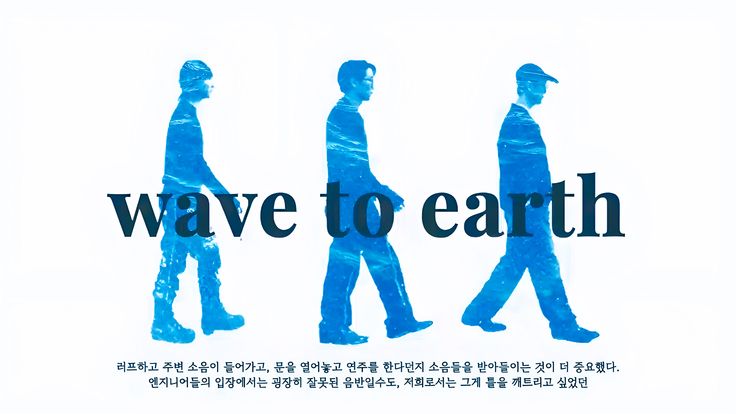 wave to earth
러프하고 주변 소음이 들어가고, 문을 열어놓고 연주를 한다던지 소음들을 받아들이는 것이 더 중요했다.
엔지니어들의 입장에서는 굉장히 잘못된 음반일수도, 저희로서는 그게 틀을 깨트리고 싶었던